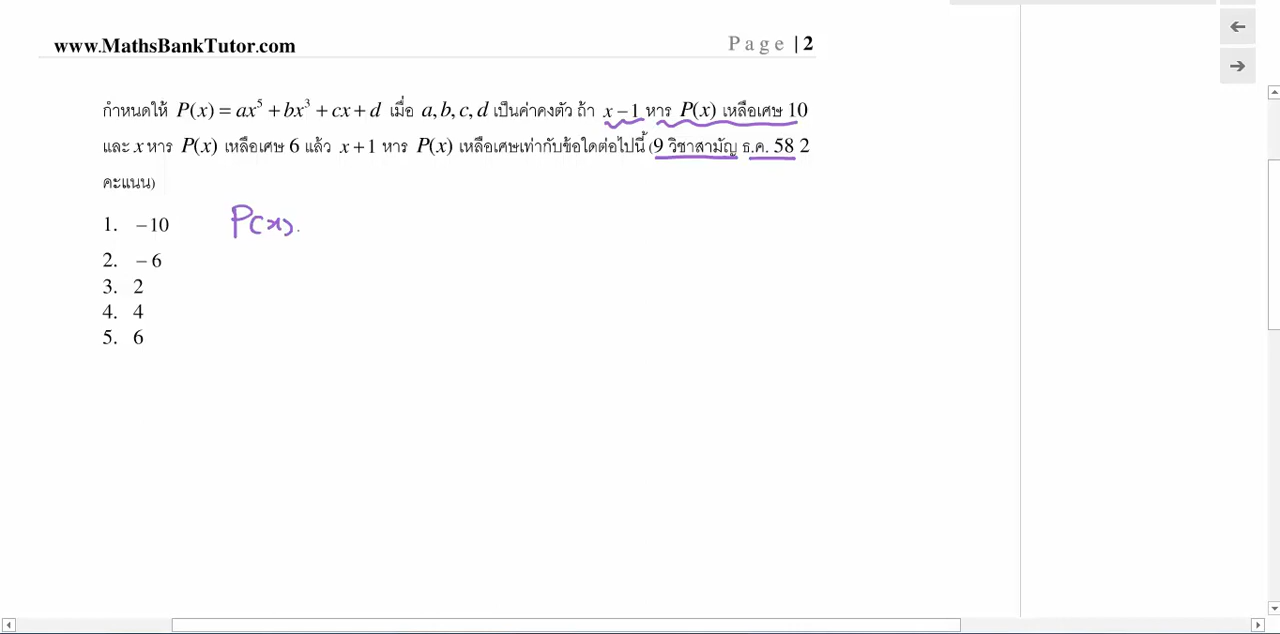 www.MathsBankTutor.com
Page |2
กำหนดให้ P(x) = ax⁵ + bx³ + cx + d เมื่อ a, b, c, d เป็นค่าคงตัว ถ้า x − 1 หาร P(x) เหลือเศษ 10
และ x หาร P(x) เหลือเศษ 6 แล้ว x + 1 หาร P(x) เหลือเศษเท่ากับข้อใดต่อไปนี้ (9 วิชาสามัญ ธ.ค. 58 2
คะแนน)
1. −10
P(x).
2. −6
3. 2
4. 4
5. 6